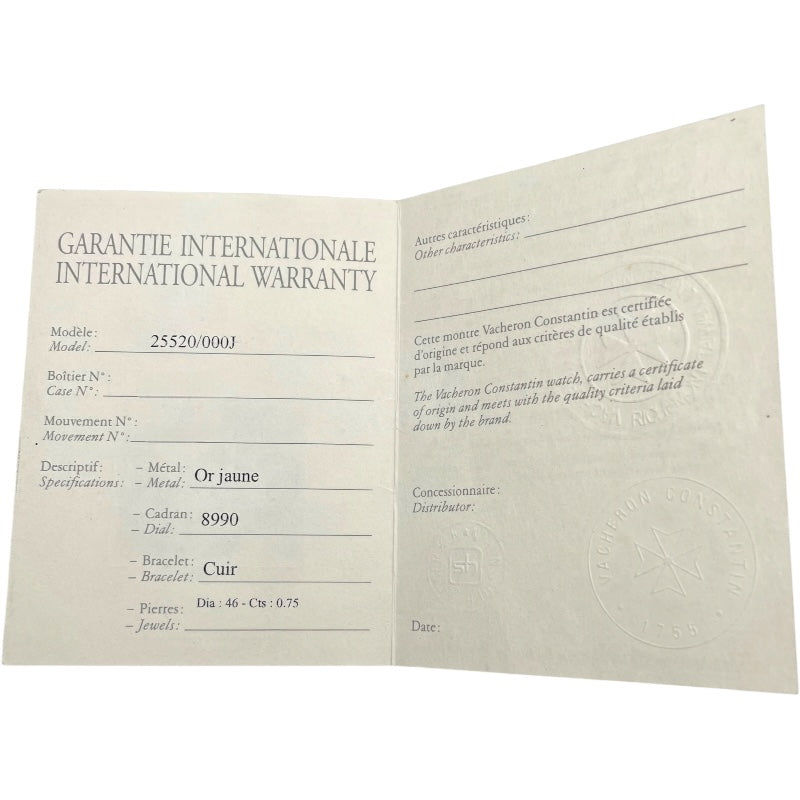 GARANTIE INTERNATIONALE
INTERNATIONAL WARRANTY
Modèle:
Model: 25520/000J
Boîtier N°:
Case N°:
Mouvement N°:
Movement N°:
Descriptif: – Métal:
Specifications: – Metal: Or jaune
– Cadran:
– Dial: 8990
– Bracelet:
– Bracelet: Cuir
– Pierres: Dia : 46 - Cts : 0.75
– Jewels:
Autres caractéristiques:
Other characteristics:
Cette montre Vacheron Constantin est certifiée
d'origine et répond aux critères de qualité établis
par la marque.
The Vacheron Constantin watch, carries a certificate
of origin and meets with the quality criteria laid
down by the brand.
Concessionnaire:
Distributor:
VACHERON CONSTANTIN
1755
Date: